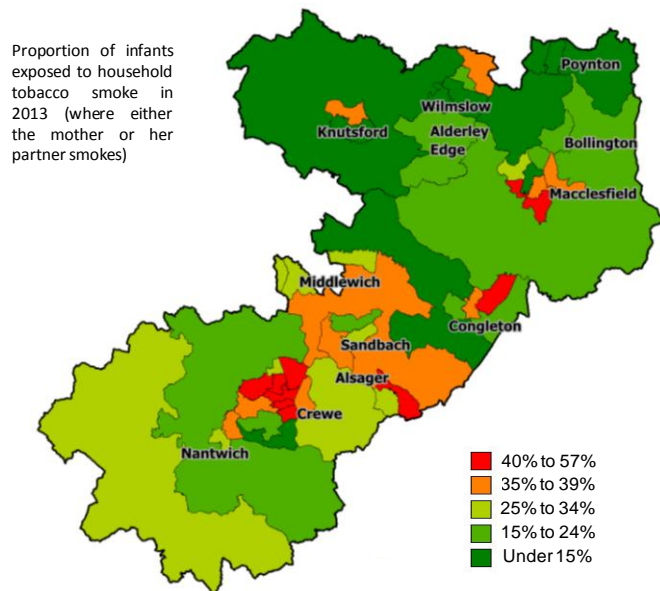 Proportion of infants
exposed to household
tobacco smoke in
2013 (where either
the mother or her
partner smokes)
Poynton
Wilmslow
Knutsford
Alderley
Edge
Bollington
Macclesfield
Middlewich
Congleton
Sandbach
Alsager
Crewe
Nantwich
40% to 57%
35% to 39%
25% to 34%
15% to 24%
Under 15%